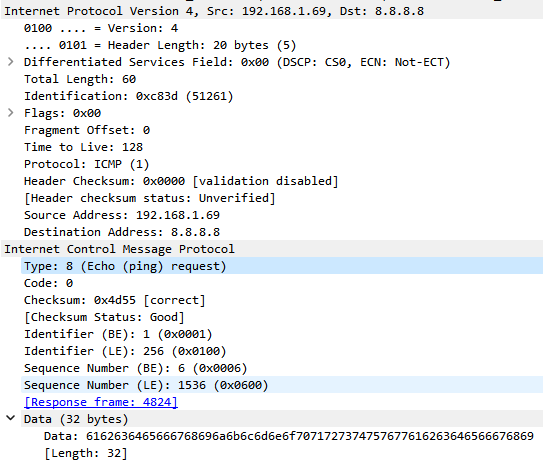 Internet Protocol Version 4, Src: 192.168.1.69, Dst: 8.8.8.8
0100 .... = Version: 4
.... 0101 = Header Length: 20 bytes (5)
Differentiated Services Field: 0x00 (DSCP: CS0, ECN: Not-ECT)
Total Length: 60
Identification: 0xc83d (51261)
Flags: 0x00
Fragment Offset: 0
Time to Live: 128
Protocol: ICMP (1)
Header Checksum: 0x0000 [validation disabled]
[Header checksum status: Unverified]
Source Address: 192.168.1.69
Destination Address: 8.8.8.8
Internet Control Message Protocol
Type: 8 (Echo (ping) request)
Code: 0
Checksum: 0x4d55 [correct]
[Checksum Status: Good]
Identifier (BE): 1 (0x0001)
Identifier (LE): 256 (0x0100)
Sequence Number (BE): 6 (0x0006)
Sequence Number (LE): 1536 (0x0600)
[Response frame: 4824]
Data (32 bytes)
Data: 6162636465666768696a6b6c6d6e6f7071727374757677616263646566676869
[Length: 32]